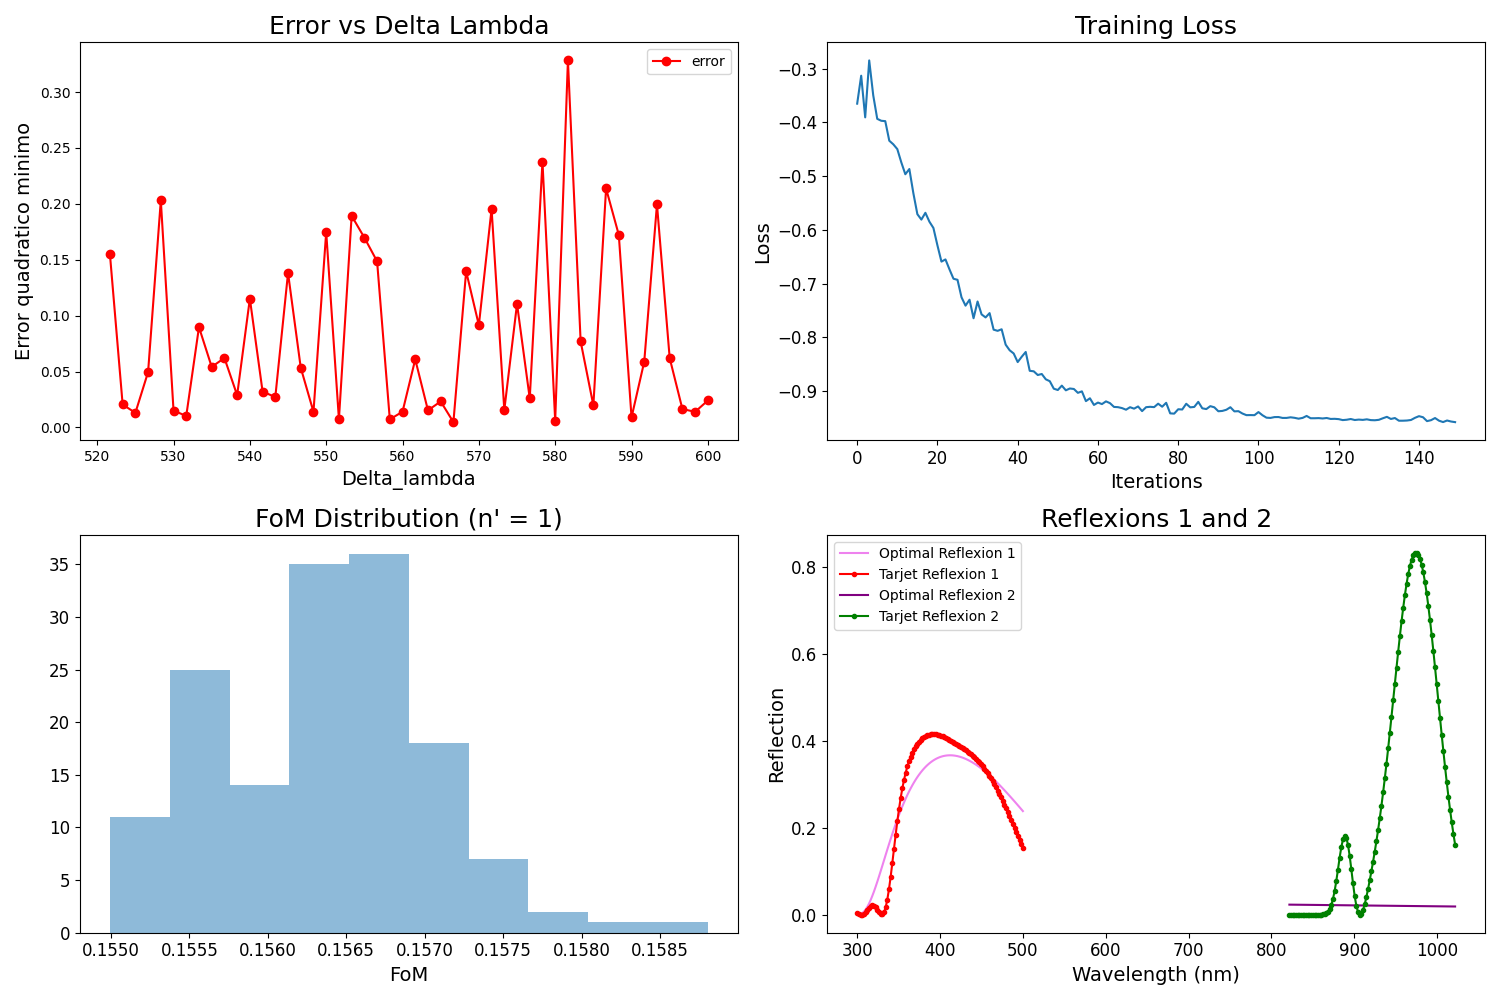 Error vs Delta Lambda
error
0.30
0.25
0.20
0.15
0.10
0.05
0.00
Error quadratico minimo
520 530 540 550 560 570 580 590 600
Delta_lambda
Training Loss
−0.3
−0.4
−0.5
−0.6
−0.7
−0.8
−0.9
Loss
0 20 40 60 80 100 120 140
Iterations
FoM Distribution (n' = 1)
35
30
25
20
15
10
5
0
0.1550 0.1555 0.1560 0.1565 0.1570 0.1575 0.1580 0.1585
FoM
Reflexions 1 and 2
Optimal Reflexion 1
Tarjet Reflexion 1
Optimal Reflexion 2
Tarjet Reflexion 2
0.8
0.6
0.4
0.2
0.0
Reflection
300 400 500 600 700 800 900 1000
Wavelength (nm)